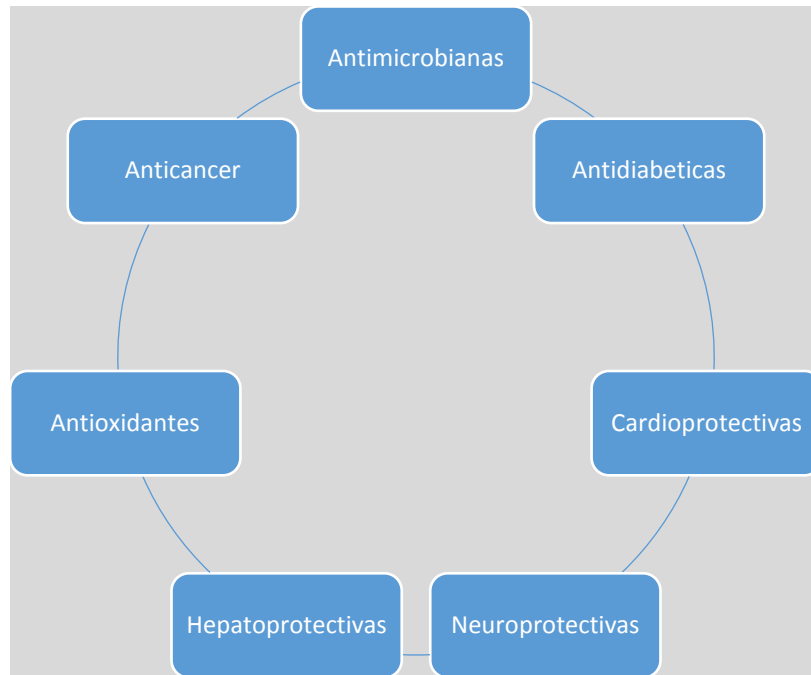 Antimicrobianas
Antidiabeticas
Cardioprotectivas
Neuroprotectivas
Hepatoprotectivas
Antioxidantes
Anticancer